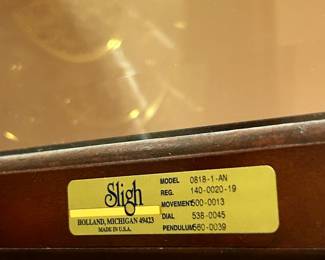 Sligh
HOLLAND, MICHIGAN 49423
MADE IN U.S.A.
MODEL 0818-1-AN
REG. 140-0020-19
MOVEMENT 500-0013
DIAL 538-0045
PENDULUM 560-0039